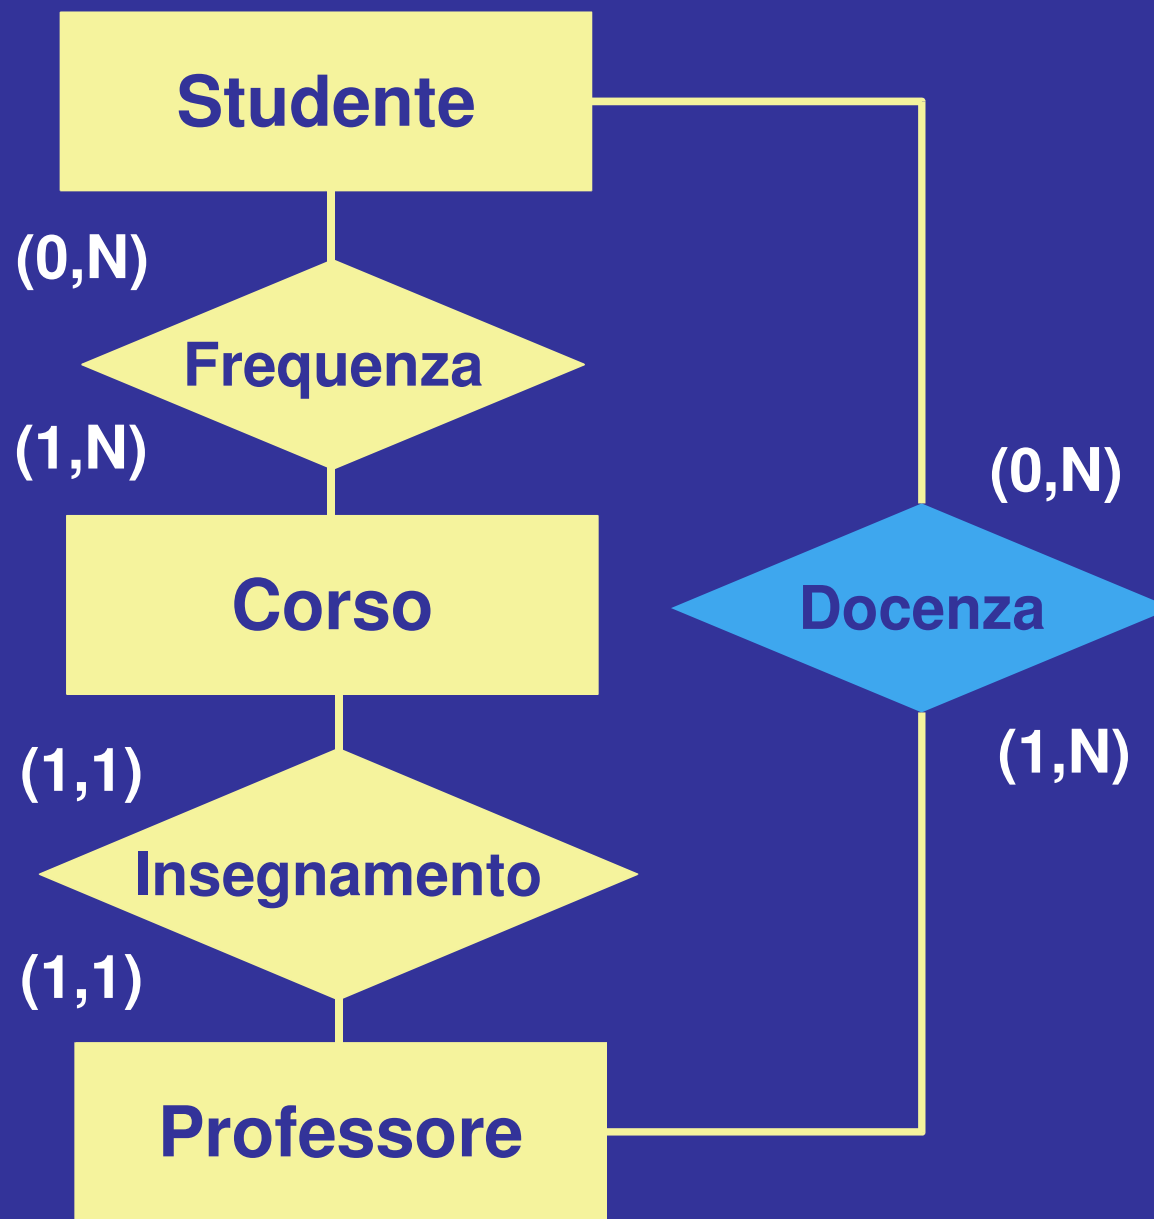 Studente
(0,N)
Frequenza
(1,N)
Corso
(1,1)
Insegnamento
(1,1)
Professore
(0,N)
Docenza
(1,N)